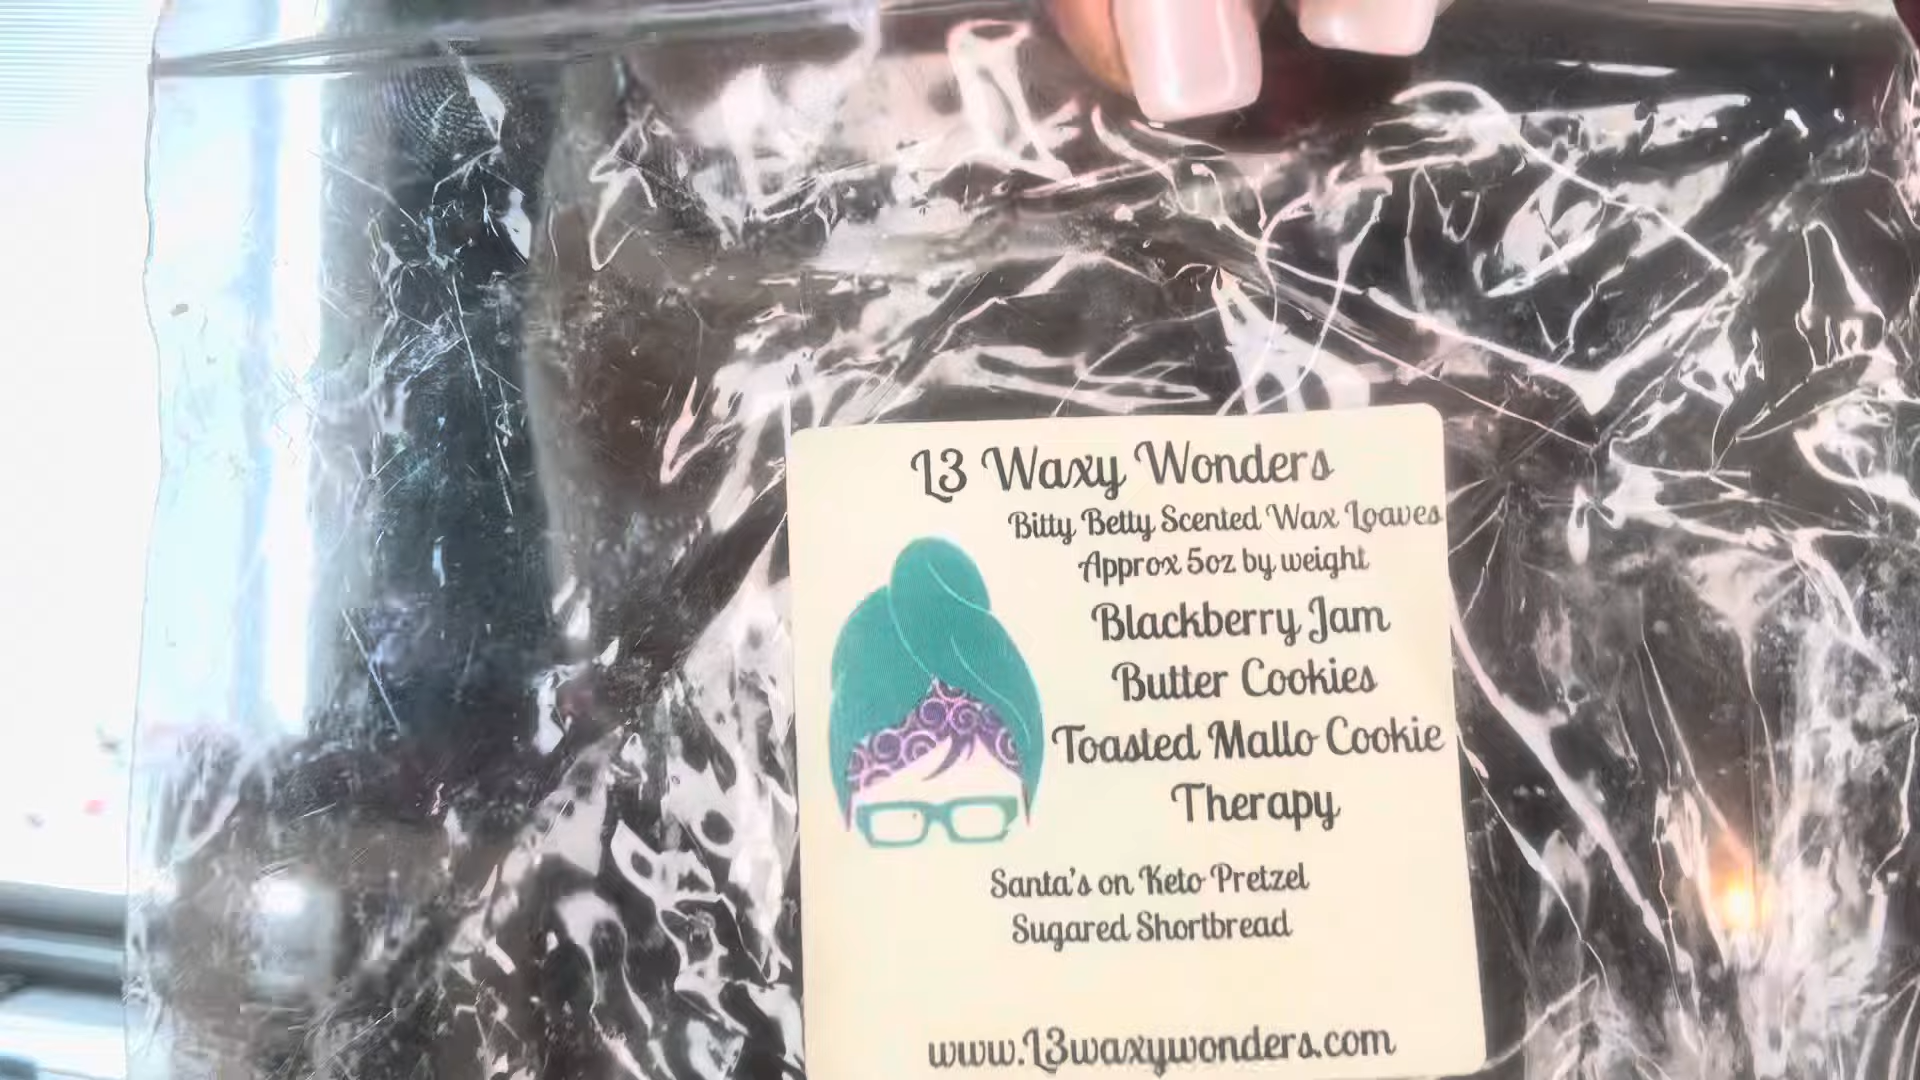 L3 Waxy Wonders
Bitty Betty Scented Wax Loaves
Approx 5oz by weight
Blackberry Jam
Butter Cookies
Toasted Mallo Cookie
Therapy
Santa's on Keto Pretzel
Sugared Shortbread
www.L3waxywonders.com